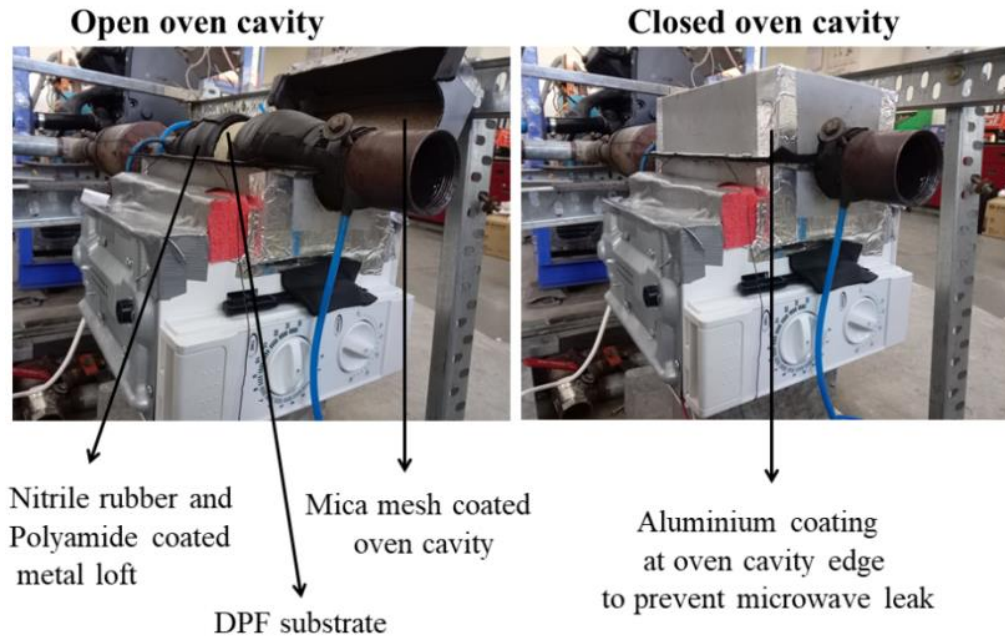 Open oven cavity
Closed oven cavity
Nitrile rubber and
Polyamide coated
metal loft
Mica mesh coated
oven cavity
DPF substrate
Aluminium coating
at oven cavity edge
to prevent microwave leak